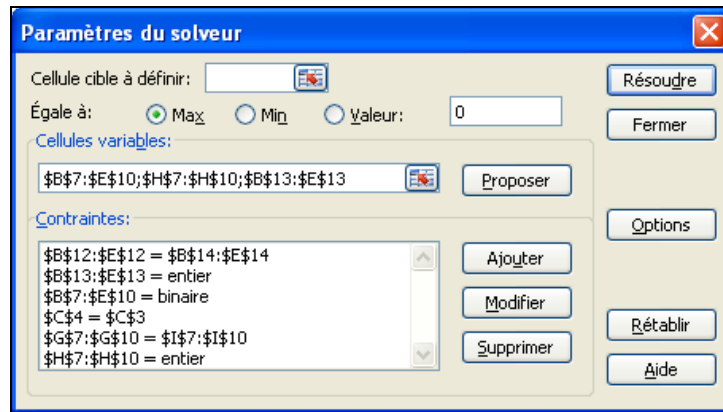 Paramètres du solveur
Cellule cible à définir:
Résoudre
Égale à: Max Min Valeur: 0
Fermer
Cellules variables:
$B$7:$E$10;$H$7:$H$10;$B$13:$E$13
Proposer
Contraintes:
Options
$B$12:$E$12 = $B$14:$E$14
Ajouter
$B$13:$E$13 = entier
$B$7:$E$10 = binaire
Modifier
$C$4 = $C$3
$G$7:$G$10 = $I$7:$I$10
Rétablir
$H$7:$H$10 = entier
Supprimer
Aide